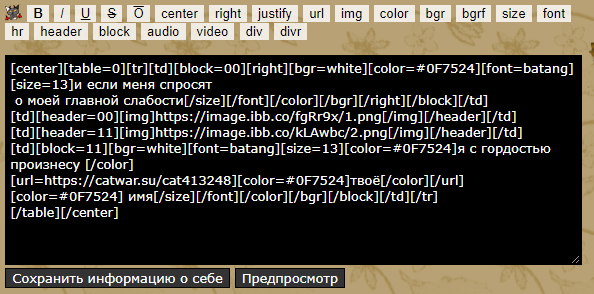 B I U S O center right justify url img color bgr bgrf size font
hr header block audio video div divr
[center][table=0][tr][td][block=00][right][bgr=white][color=#0F7524][font=batang]
[size=13]и если меня спросят
о моей главной слабости[/size][/font][/color][/bgr][/right][/block][/td]
[td][header=00][img]https://image.ibb.co/fgRr9x/1.png[/img][/header][/td]
[td][header=11][img]https://image.ibb.co/kLAwbc/2.png[/img][/header][/td]
[td][block=11][bgr=white][font=batang][size=13][color=#0F7524]я с гордостью
произнесу [/color]
[url=https://catwar.su/cat413248][color=#0F7524]твоё[/color][/url]
[color=#0F7524] имя[/size][/font][/color][/bgr][/block][/td][/tr]
[/table][/center]
Сохранить информацию о себе Предпросмотр